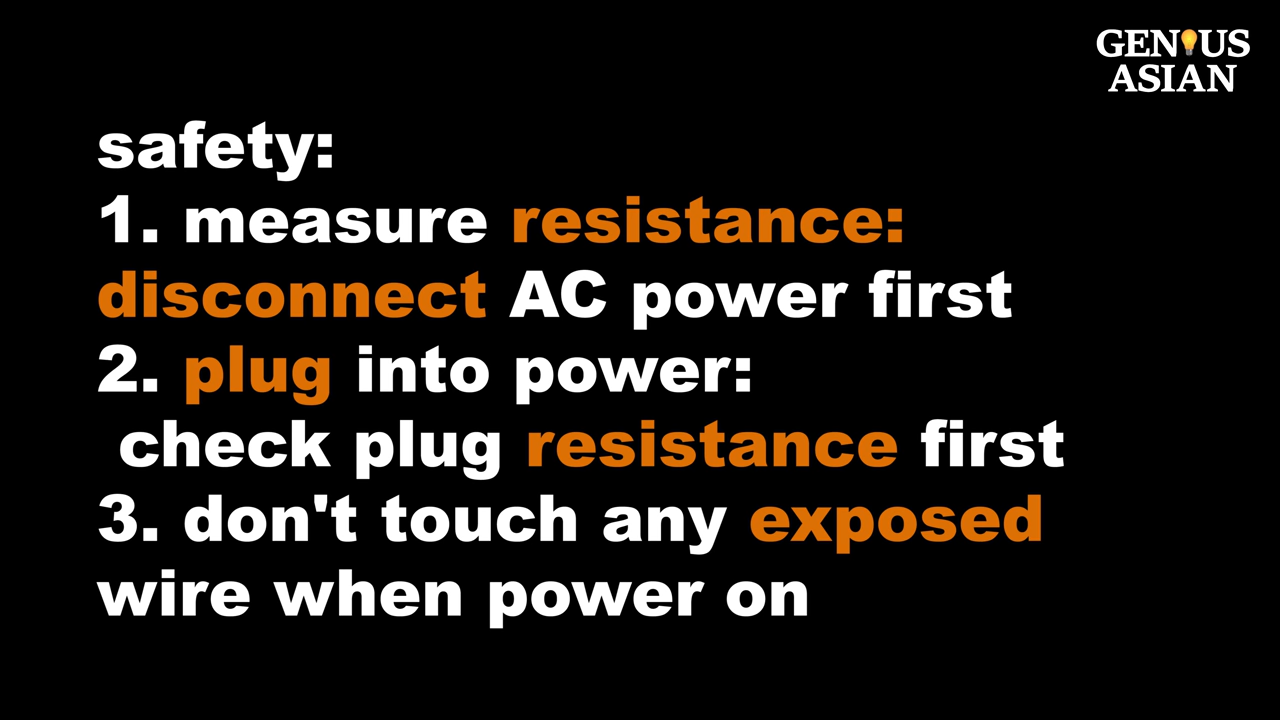 GENIUS
ASIAN
safety:
1. measure resistance:
disconnect AC power first
2. plug into power:
check plug resistance first
3. don't touch any exposed
wire when power on